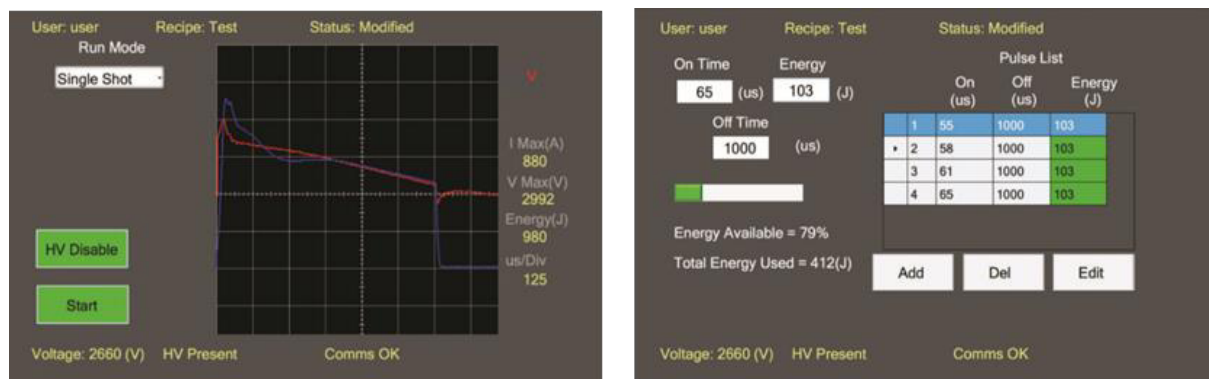 User: user Recipe: Test Status: Modified
Run Mode
Single Shot
V
I Max(A)
880
V Max(V)
2992
Energy(J)
980
us/Div
125
HV Disable
Start
Voltage: 2660 (V) HV Present Comms OK
User: user Recipe: Test Status: Modified
On Time Energy
65 (us) 103 (J)
Off Time
1000 (us)
Energy Available = 79%
Total Energy Used = 412(J)
Pulse List
On Off Energy
(us) (us) (J)
1 55 1000 103
2 58 1000 103
3 61 1000 103
4 65 1000 103
Add Del Edit
Voltage: 2660 (V) HV Present Comms OK